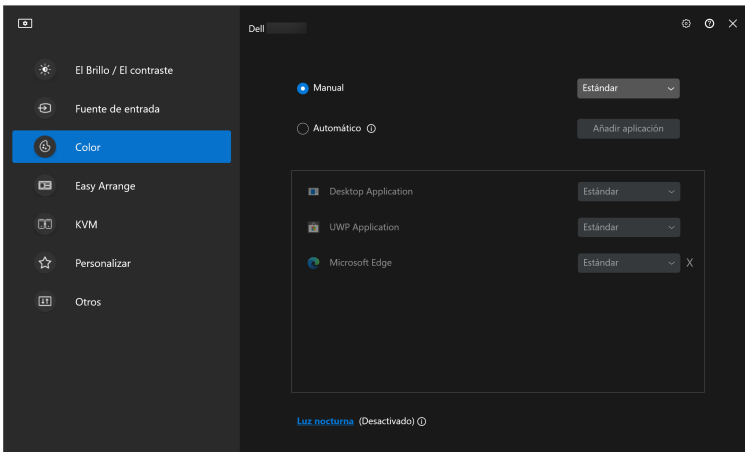 Dell
El Brillo / El contraste
Fuente de entrada
Color
Easy Arrange
KVM
Personalizar
Otros
Manual
Estándar
Automático
Añadir aplicación
Desktop Application
Estándar
UWP Application
Estándar
Microsoft Edge
Estándar
X
Luz nocturna (Desactivado)